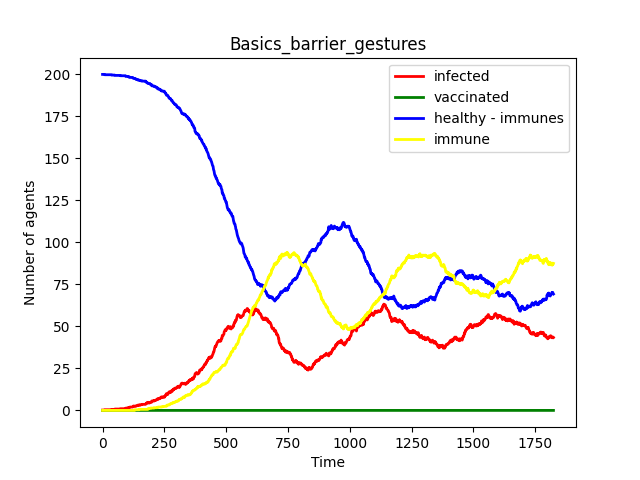 Basics_barrier_gestures
infected
vaccinated
healthy - immunes
immune
Number of agents
200
175
150
125
100
75
50
25
0
0 250 500 750 1000 1250 1500 1750
Time